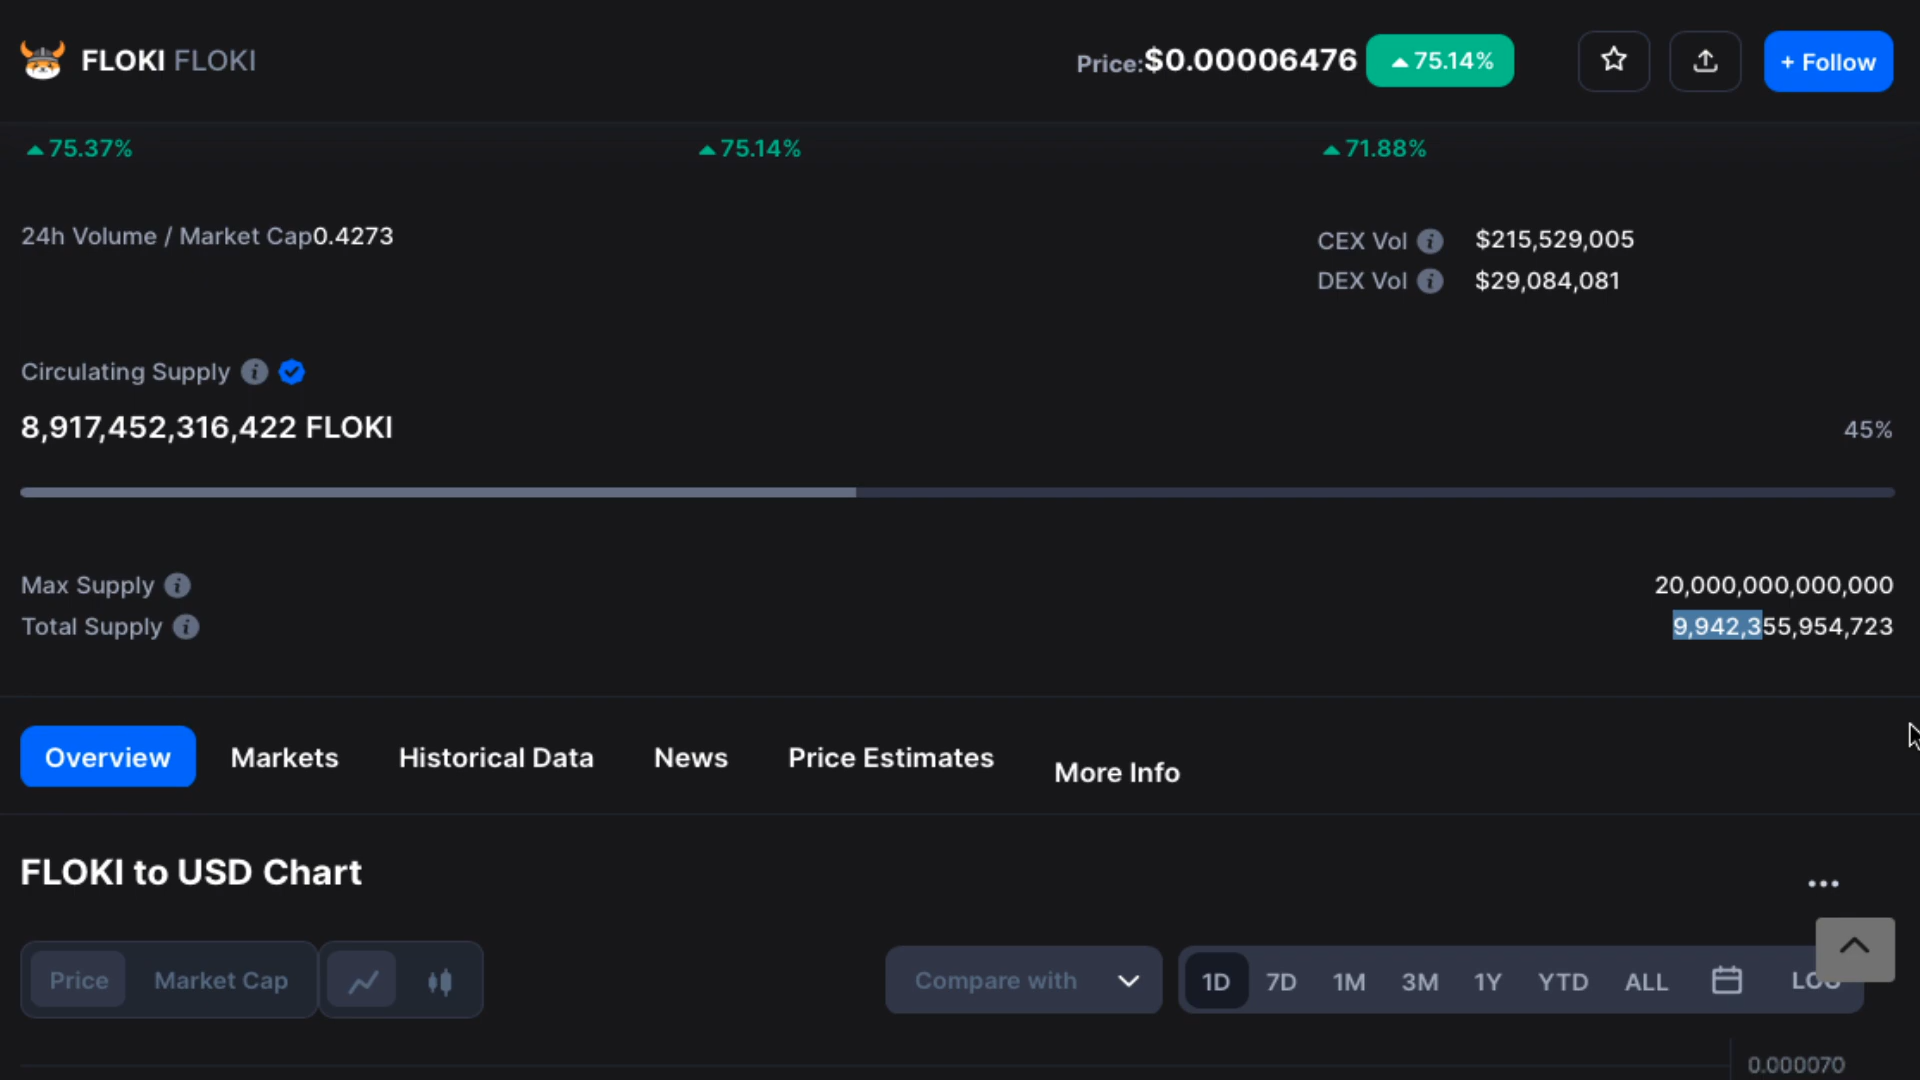 FLOKI FLOKI
Price:$0.00006476 75.14%
+ Follow
75.37% 75.14% 71.88%
24h Volume / Market Cap0.4273
CEX Vol $215,529,005
DEX Vol $29,084,081
Circulating Supply
8,917,452,316,422 FLOKI 45%
Max Supply 20,000,000,000,000
Total Supply 9,942,355,954,723
Overview Markets Historical Data News Price Estimates More Info
FLOKI to USD Chart
Price Market Cap Compare with 1D 7D 1M 3M 1Y YTD ALL
0.000070